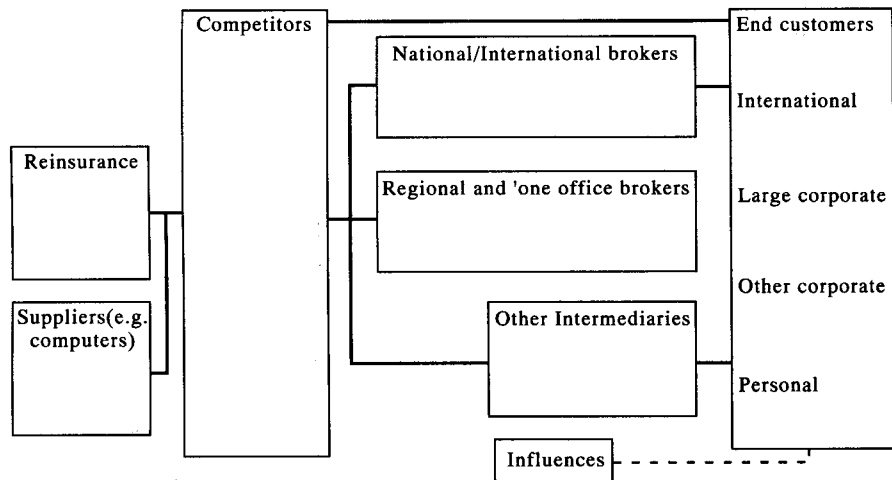 Competitors
End customers
National/International brokers
International
Reinsurance
Regional and 'one office brokers
Large corporate
Other corporate
Suppliers(e.g.
computers)
Other Intermediaries
Personal
Influences